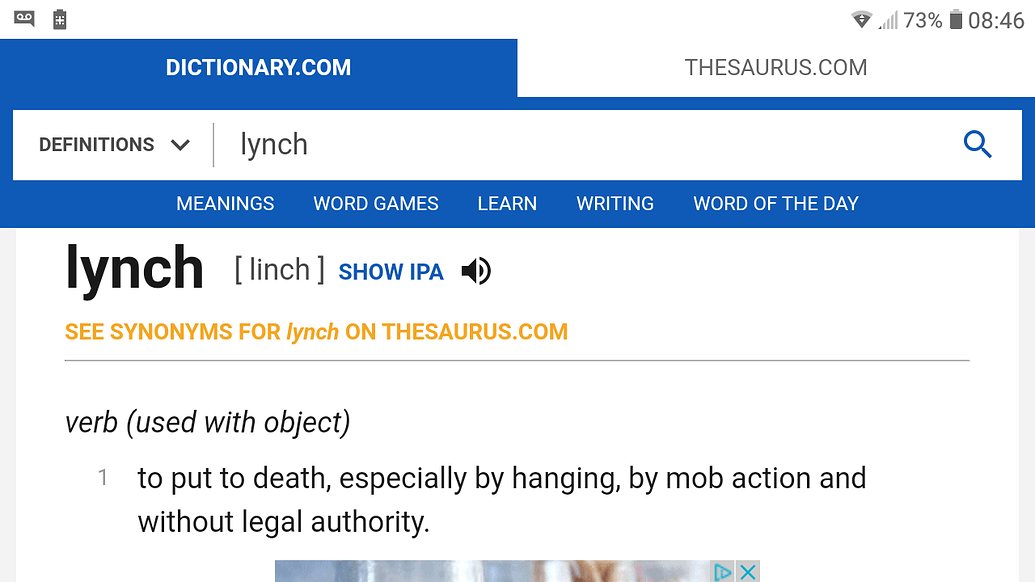 73% 08:46
DICTIONARY.COM THESAURUS.COM
DEFINITIONS lynch
MEANINGS WORD GAMES LEARN WRITING WORD OF THE DAY
lynch [ linch ] SHOW IPA
SEE SYNONYMS FOR lynch ON THESAURUS.COM
verb (used with object)
1 to put to death, especially by hanging, by mob action and
without legal authority.